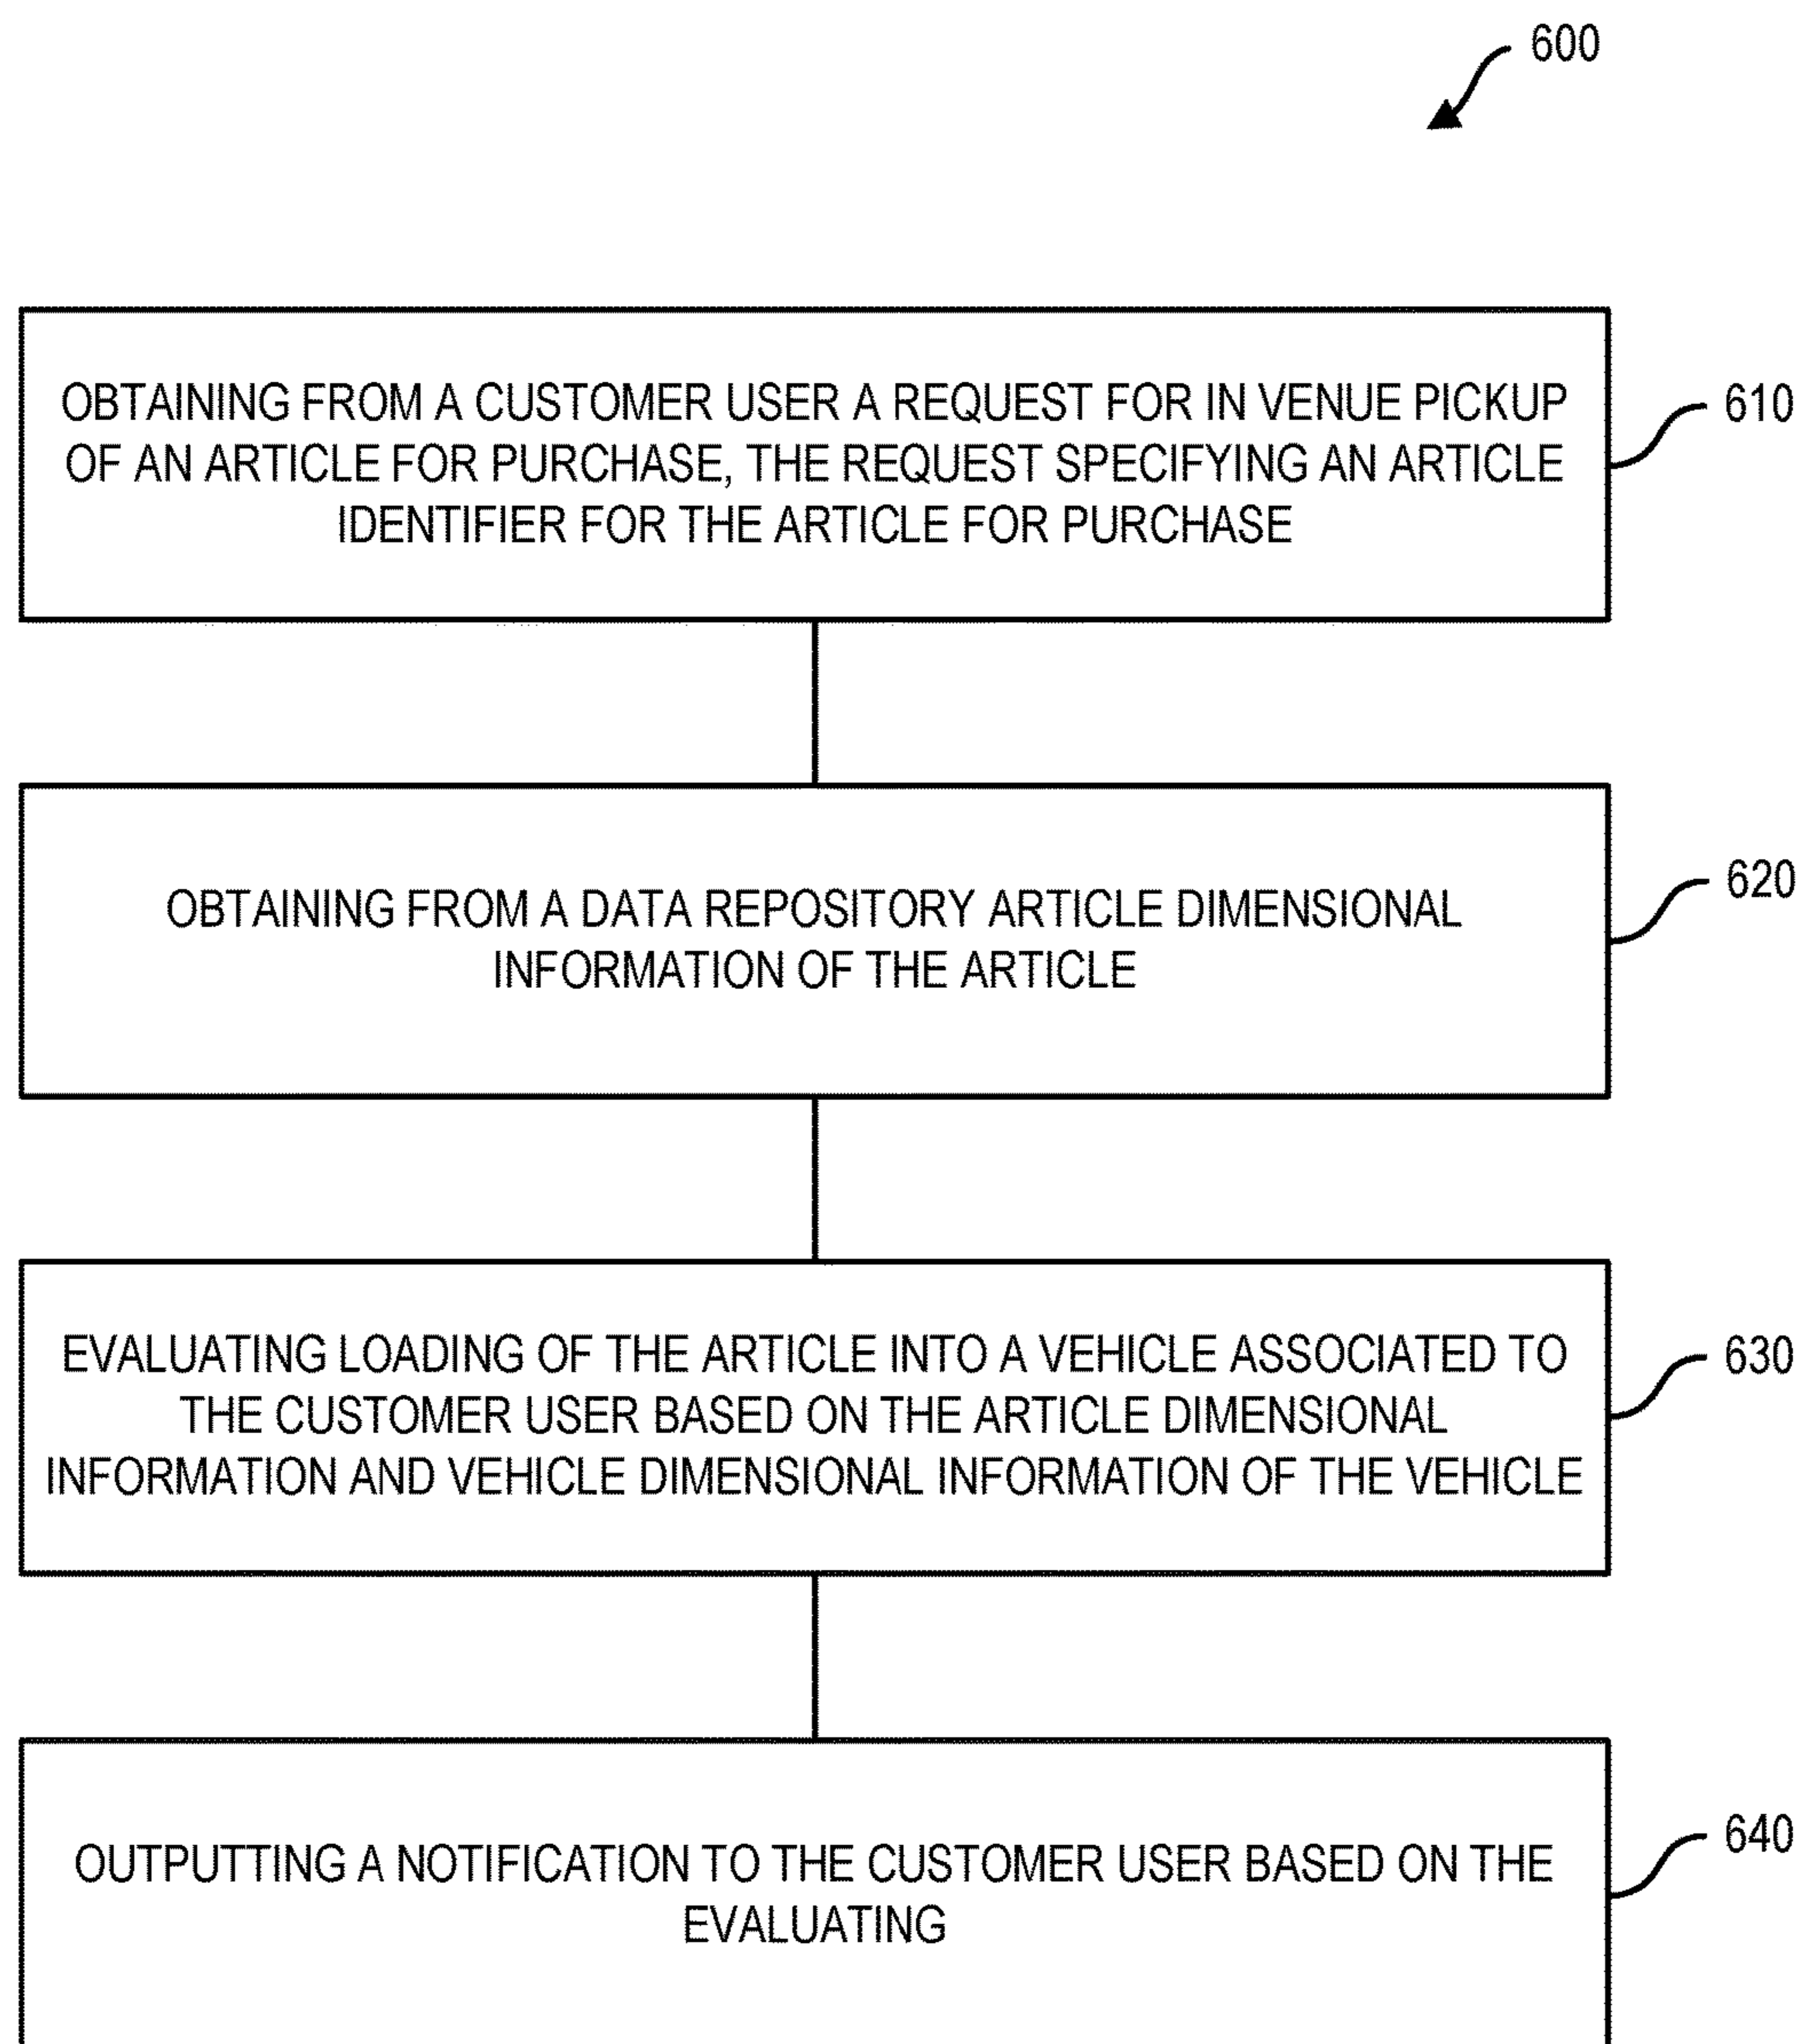 600
OBTAINING FROM A CUSTOMER USER A REQUEST FOR IN VENUE PICKUP
OF AN ARTICLE FOR PURCHASE, THE REQUEST SPECIFYING AN ARTICLE
IDENTIFIER FOR THE ARTICLE FOR PURCHASE
610
OBTAINING FROM A DATA REPOSITORY ARTICLE DIMENSIONAL
INFORMATION OF THE ARTICLE
620
EVALUATING LOADING OF THE ARTICLE INTO A VEHICLE ASSOCIATED TO
THE CUSTOMER USER BASED ON THE ARTICLE DIMENSIONAL
INFORMATION AND VEHICLE DIMENSIONAL INFORMATION OF THE VEHICLE
630
OUTPUTTING A NOTIFICATION TO THE CUSTOMER USER BASED ON THE
EVALUATING
640